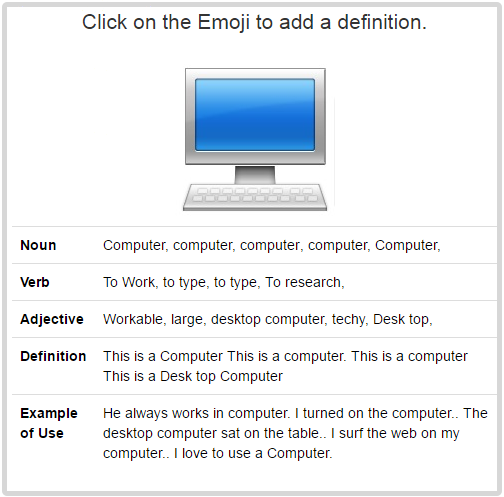 Click on the Emoji to add a definition.
Noun Computer, computer, computer, computer, Computer,
Verb To Work, to type, to type, To research,
Adjective Workable, large, desktop computer, techy, Desk top,
Definition This is a Computer This is a computer. This is a computer
This is a Desk top Computer
Example He always works in computer. I turned on the computer.. The
of Use desktop computer sat on the table.. I surf the web on my
computer.. I love to use a Computer.